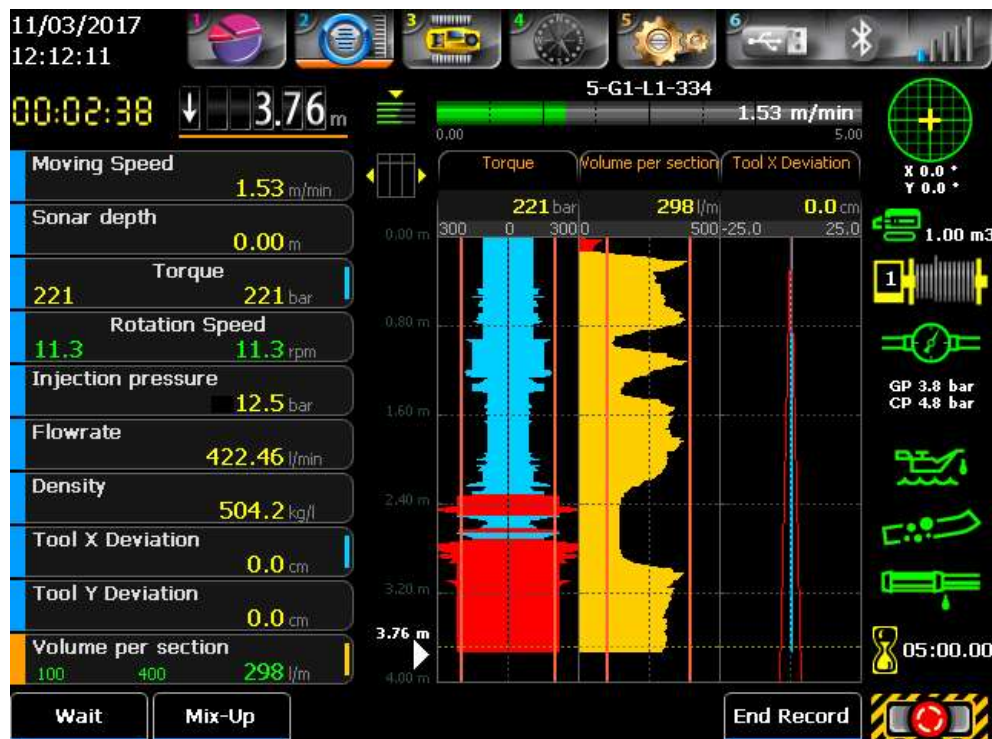 11/03/2017
12:12:11
1
2
3
4
5
6
00:02:38
3.76 m
5-G1-L1-334
1.53 m/min
0.00
5.00
X 0.0 °
Y 0.0 °
Moving Speed
1.53 m/min
Sonar depth
0.00 m
Torque
221 221 bar
Rotation Speed
11.3 11.3 rpm
Injection pressure
12.5 bar
Flowrate
422.46 l/min
Density
504.2 kg/l
Tool X Deviation
0.0 cm
Tool Y Deviation
0.0 cm
Volume per section
100 400 298 l/m
Torque Volume per section Tool X Deviation
221 bar 298 l/m 0.0 cm
300 0 300 0 500 -25.0 25.0
0.00 m
0.80 m
1.60 m
2.40 m
3.20 m
3.76 m
4.00 m
1.00 m3
1
GP 3.8 bar
CP 4.8 bar
05:00.00
Wait
Mix-Up
End Record